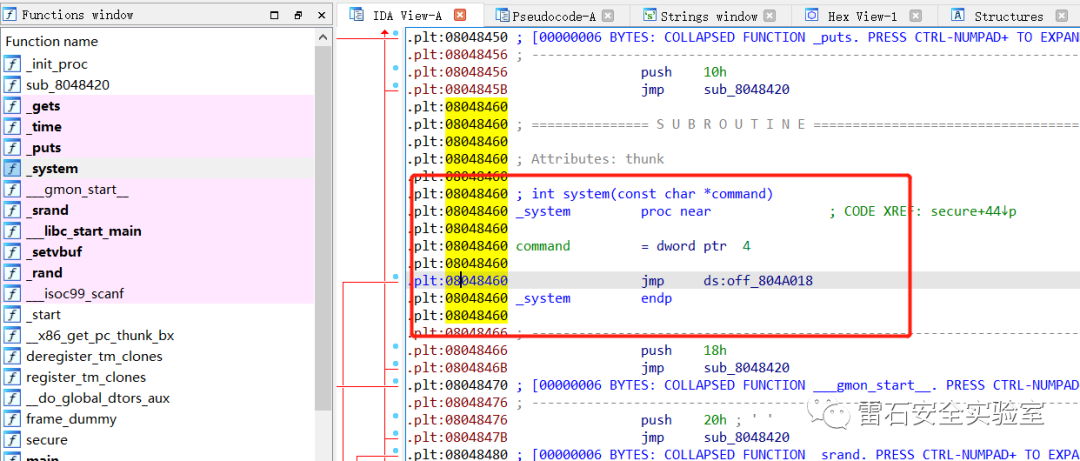 Functions window
Function name
_init_proc
sub_8048420
_gets
_time
_puts
_system
___gmon_start__
_srand
___libc_start_main
_setvbuf
_rand
___isoc99_scanf
_start
__x86_get_pc_thunk_bx
deregister_tm_clones
register_tm_clones
__do_global_dtors_aux
frame_dummy
secure
main
IDA View-A
Pseudocode-A
Strings window
Hex View-1
Structures
.plt:08048450 ; [00000006 BYTES: COLLAPSED FUNCTION _puts. PRESS CTRL-NUMPAD+ TO EXPAN
.plt:08048456 ; ---------------------------------------------------------------------------
.plt:08048456 push 10h
.plt:0804845B jmp sub_8048420
.plt:08048460
.plt:08048460 ; =============== S U B R O U T I N E =======================================
.plt:08048460
.plt:08048460 ; Attributes: thunk
.plt:08048460
.plt:08048460 ; int system(const char *command)
.plt:08048460 _system proc near ; CODE XREF: secure+44↓p
.plt:08048460
.plt:08048460 command = dword ptr 4
.plt:08048460
.plt:08048460 jmp ds:off_804A018
.plt:08048460 _system endp
.plt:08048460
.plt:08048466 ; ---------------------------------------------------------------------------
.plt:08048466 push 18h
.plt:0804846B jmp sub_8048420
.plt:08048470 ; [00000006 BYTES: COLLAPSED FUNCTION ___gmon_start__. PRESS CTRL-NUMPAD
.plt:08048476 ; ---------------------------------------------------------------------------
.plt:08048476 push 20h ; ' '
.plt:0804847B jmp sub_8048420
.plt:08048480 ; [00000006 BYTES: COLLAPSED FUNCTION _srand. PRESS CTRL-NUMPAD+ TO EXPA
雷石安全实验室